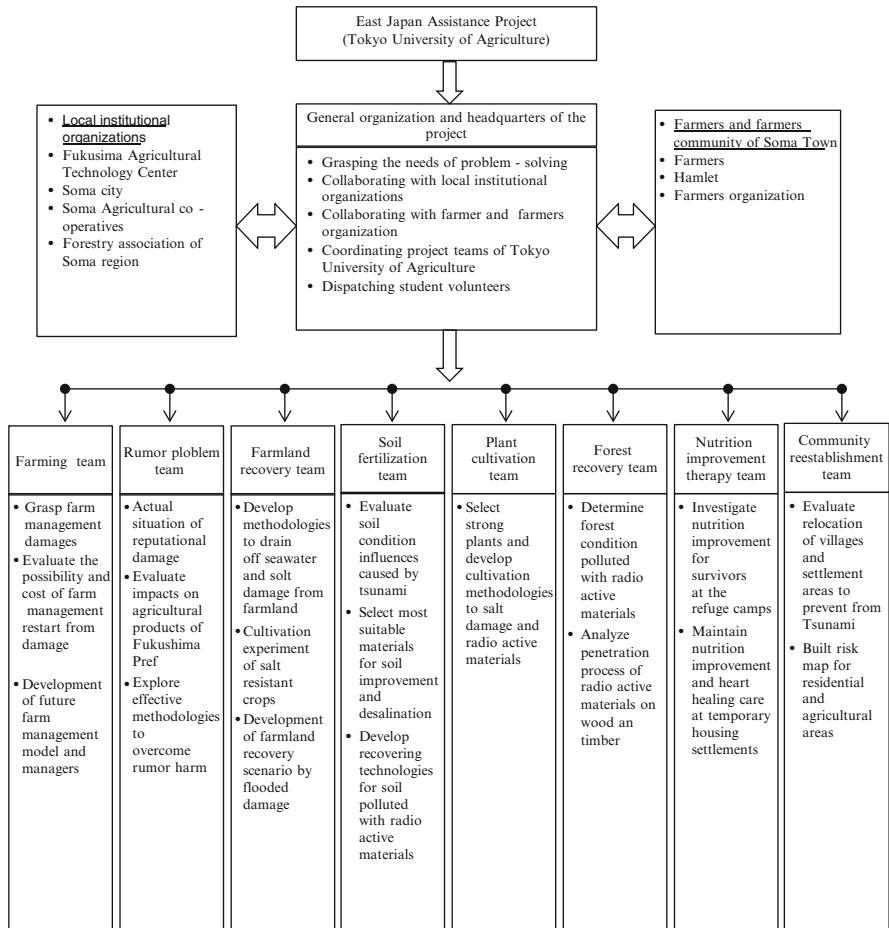 East Japan Assistance Project
(Tokyo University of Agriculture)
• Local institutional
organizations
• Fukusima Agricultural
Technology Center
• Soma city
• Soma Agricultural co -
operatives
• Forestry association of
Soma region
General organization and headquarters of the
project
• Grasping the needs of problem - solving
• Collaborating with local institutional
organizations
• Collaborating with farmer and farmers
organization
• Coordinating project teams of Tokyo
University of Agriculture
• Dispatching student volunteers
• Farmers and farmers
community of Soma Town
• Farmers
• Hamlet
• Farmers organization
Farming team
• Grasp farm
management
damages
• Evaluate the
possibility and
cost of farm
management
restart from
damage
• Development
of future
farm
management
model and
managers
Rumor ploblem
team
• Actual
situation of
reputational
damage
• Evaluate
impacts on
agricultural
products of
Fukushima
Pref
• Explore
effective
methodologies
to
overcome
rumor harm
Farmland
recovery team
• Develop
methodologies
to drain
off seawater
and solt
damage from
farmland
• Cultivation
experiment
of salt
resistant
crops
• Development
of farmland
recovery
scenario by
flooded
damage
Soil
fertilization
team
• Evaluate
soil
condition
influences
caused by
tsunami
• Select most
suitable
materials
for soil
improvement
and
desalination
• Develop
recovering
technologies
for soil
polluted
with radio
active
materials
Plant
cultivation
team
• Select
strong
plants and
develop
cultivation
methodologies
to salt
damage and
radio active
materials
Forest
recovery team
• Determine
forest
condition
polluted
with radio
active
materials
• Analyze
penetration
process of
radio active
materials on
wood an
timber
Nutrition
improvement
therapy team
• Investigate
nutrition
improvement
for
survivors
at the
refuge camps
• Maintain
nutrition
improvement
and heart
healing care
at temporary
housing
settlements
Community
reestablishment
team
• Evaluate
relocation of
villages
and
settlement
areas to
prevent from
Tsunami
• Built risk
map for
residential
and
agricultural
areas